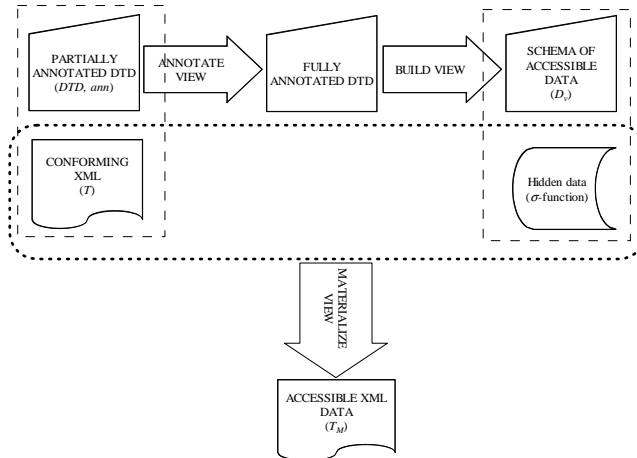 PARTIALLY
ANNOTATED DTD
(DTD, ann)
ANNOTATE
VIEW
FULLY
ANNOTATED DTD
BUILD VIEW
SCHEMA OF
ACCESSIBLE
DATA
(Dᵥ)
CONFORMING
XML
(T)
Hidden data
(σ-function)
MATERIALIZE
VIEW
ACCESSIBLE XML
DATA
(T_M)